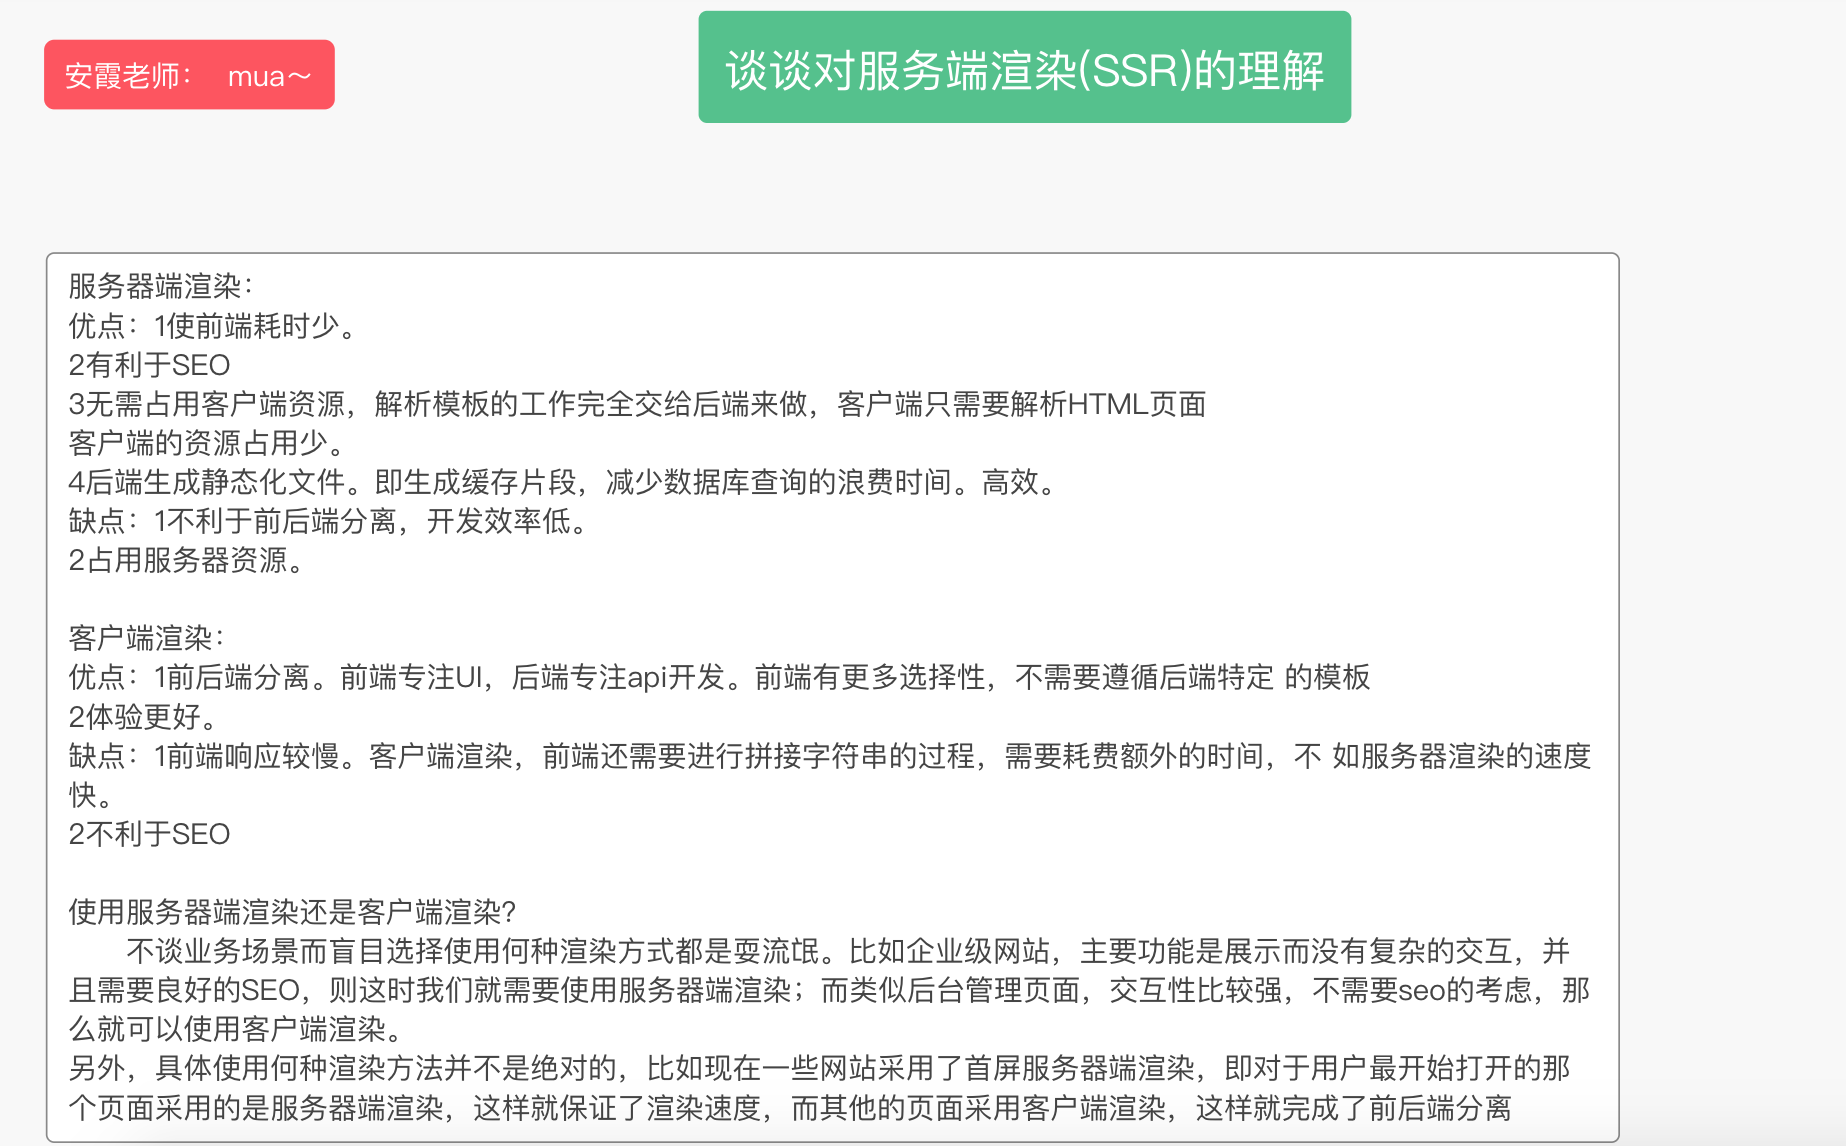 安霞老师： mua～
谈谈对服务端渲染(SSR)的理解
服务器端渲染：
优点：1使前端耗时少。
2有利于SEO
3无需占用客户端资源，解析模板的工作完全交给后端来做，客户端只需要解析HTML页面
客户端的资源占用少。
4后端生成静态化文件。即生成缓存片段，减少数据库查询的浪费时间。高效。
缺点：1不利于前后端分离，开发效率低。
2占用服务器资源。
客户端渲染：
优点：1前后端分离。前端专注UI，后端专注api开发。前端有更多选择性，不需要遵循后端特定 的模板
2体验更好。
缺点：1前端响应较慢。客户端渲染，前端还需要进行拼接字符串的过程，需要耗费额外的时间，不 如服务器渲染的速度
快。
2不利于SEO
使用服务器端渲染还是客户端渲染？
不谈业务场景而盲目选择使用何种渲染方式都是耍流氓。比如企业级网站，主要功能是展示而没有复杂的交互，并
且需要良好的SEO，则这时我们就需要使用服务器端渲染；而类似后台管理页面，交互性比较强，不需要seo的考虑，那
么就可以使用客户端渲染。
另外，具体使用何种渲染方法并不是绝对的，比如现在一些网站采用了首屏服务器端渲染，即对于用户最开始打开的那
个页面采用的是服务器端渲染，这样就保证了渲染速度，而其他的页面采用客户端渲染，这样就完成了前后端分离